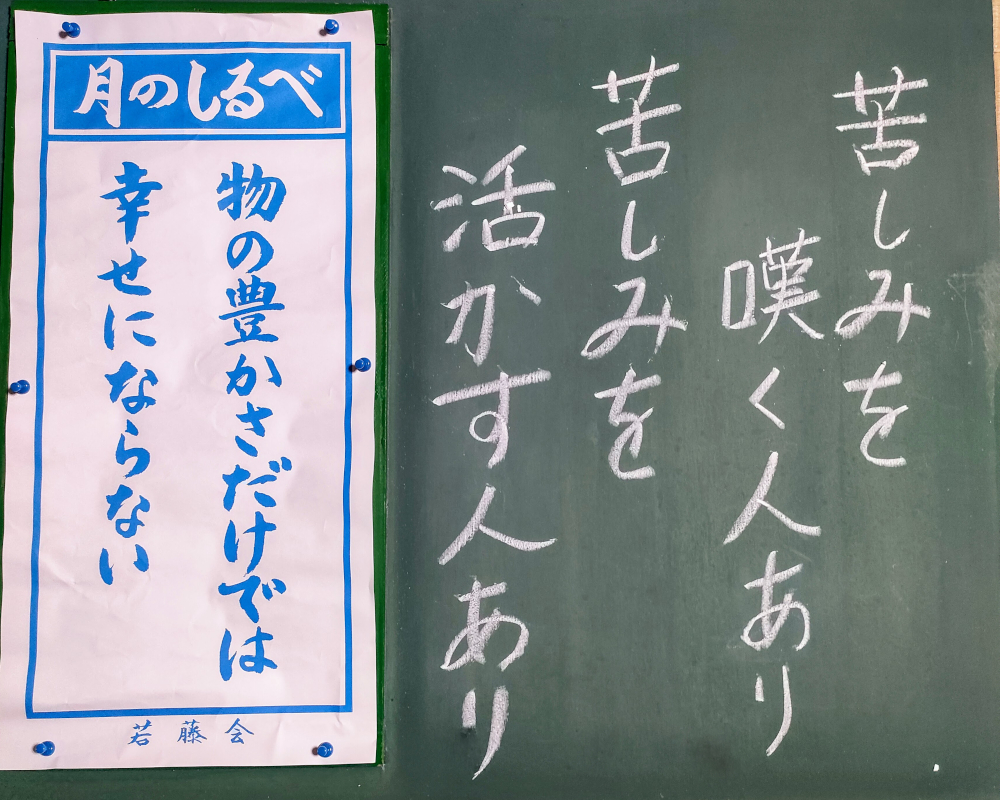 月のしるべ
物の豊かさだけでは
幸せにならない
若藤会
苦しみを
嘆く人あり
苦しみを
活かす人あり